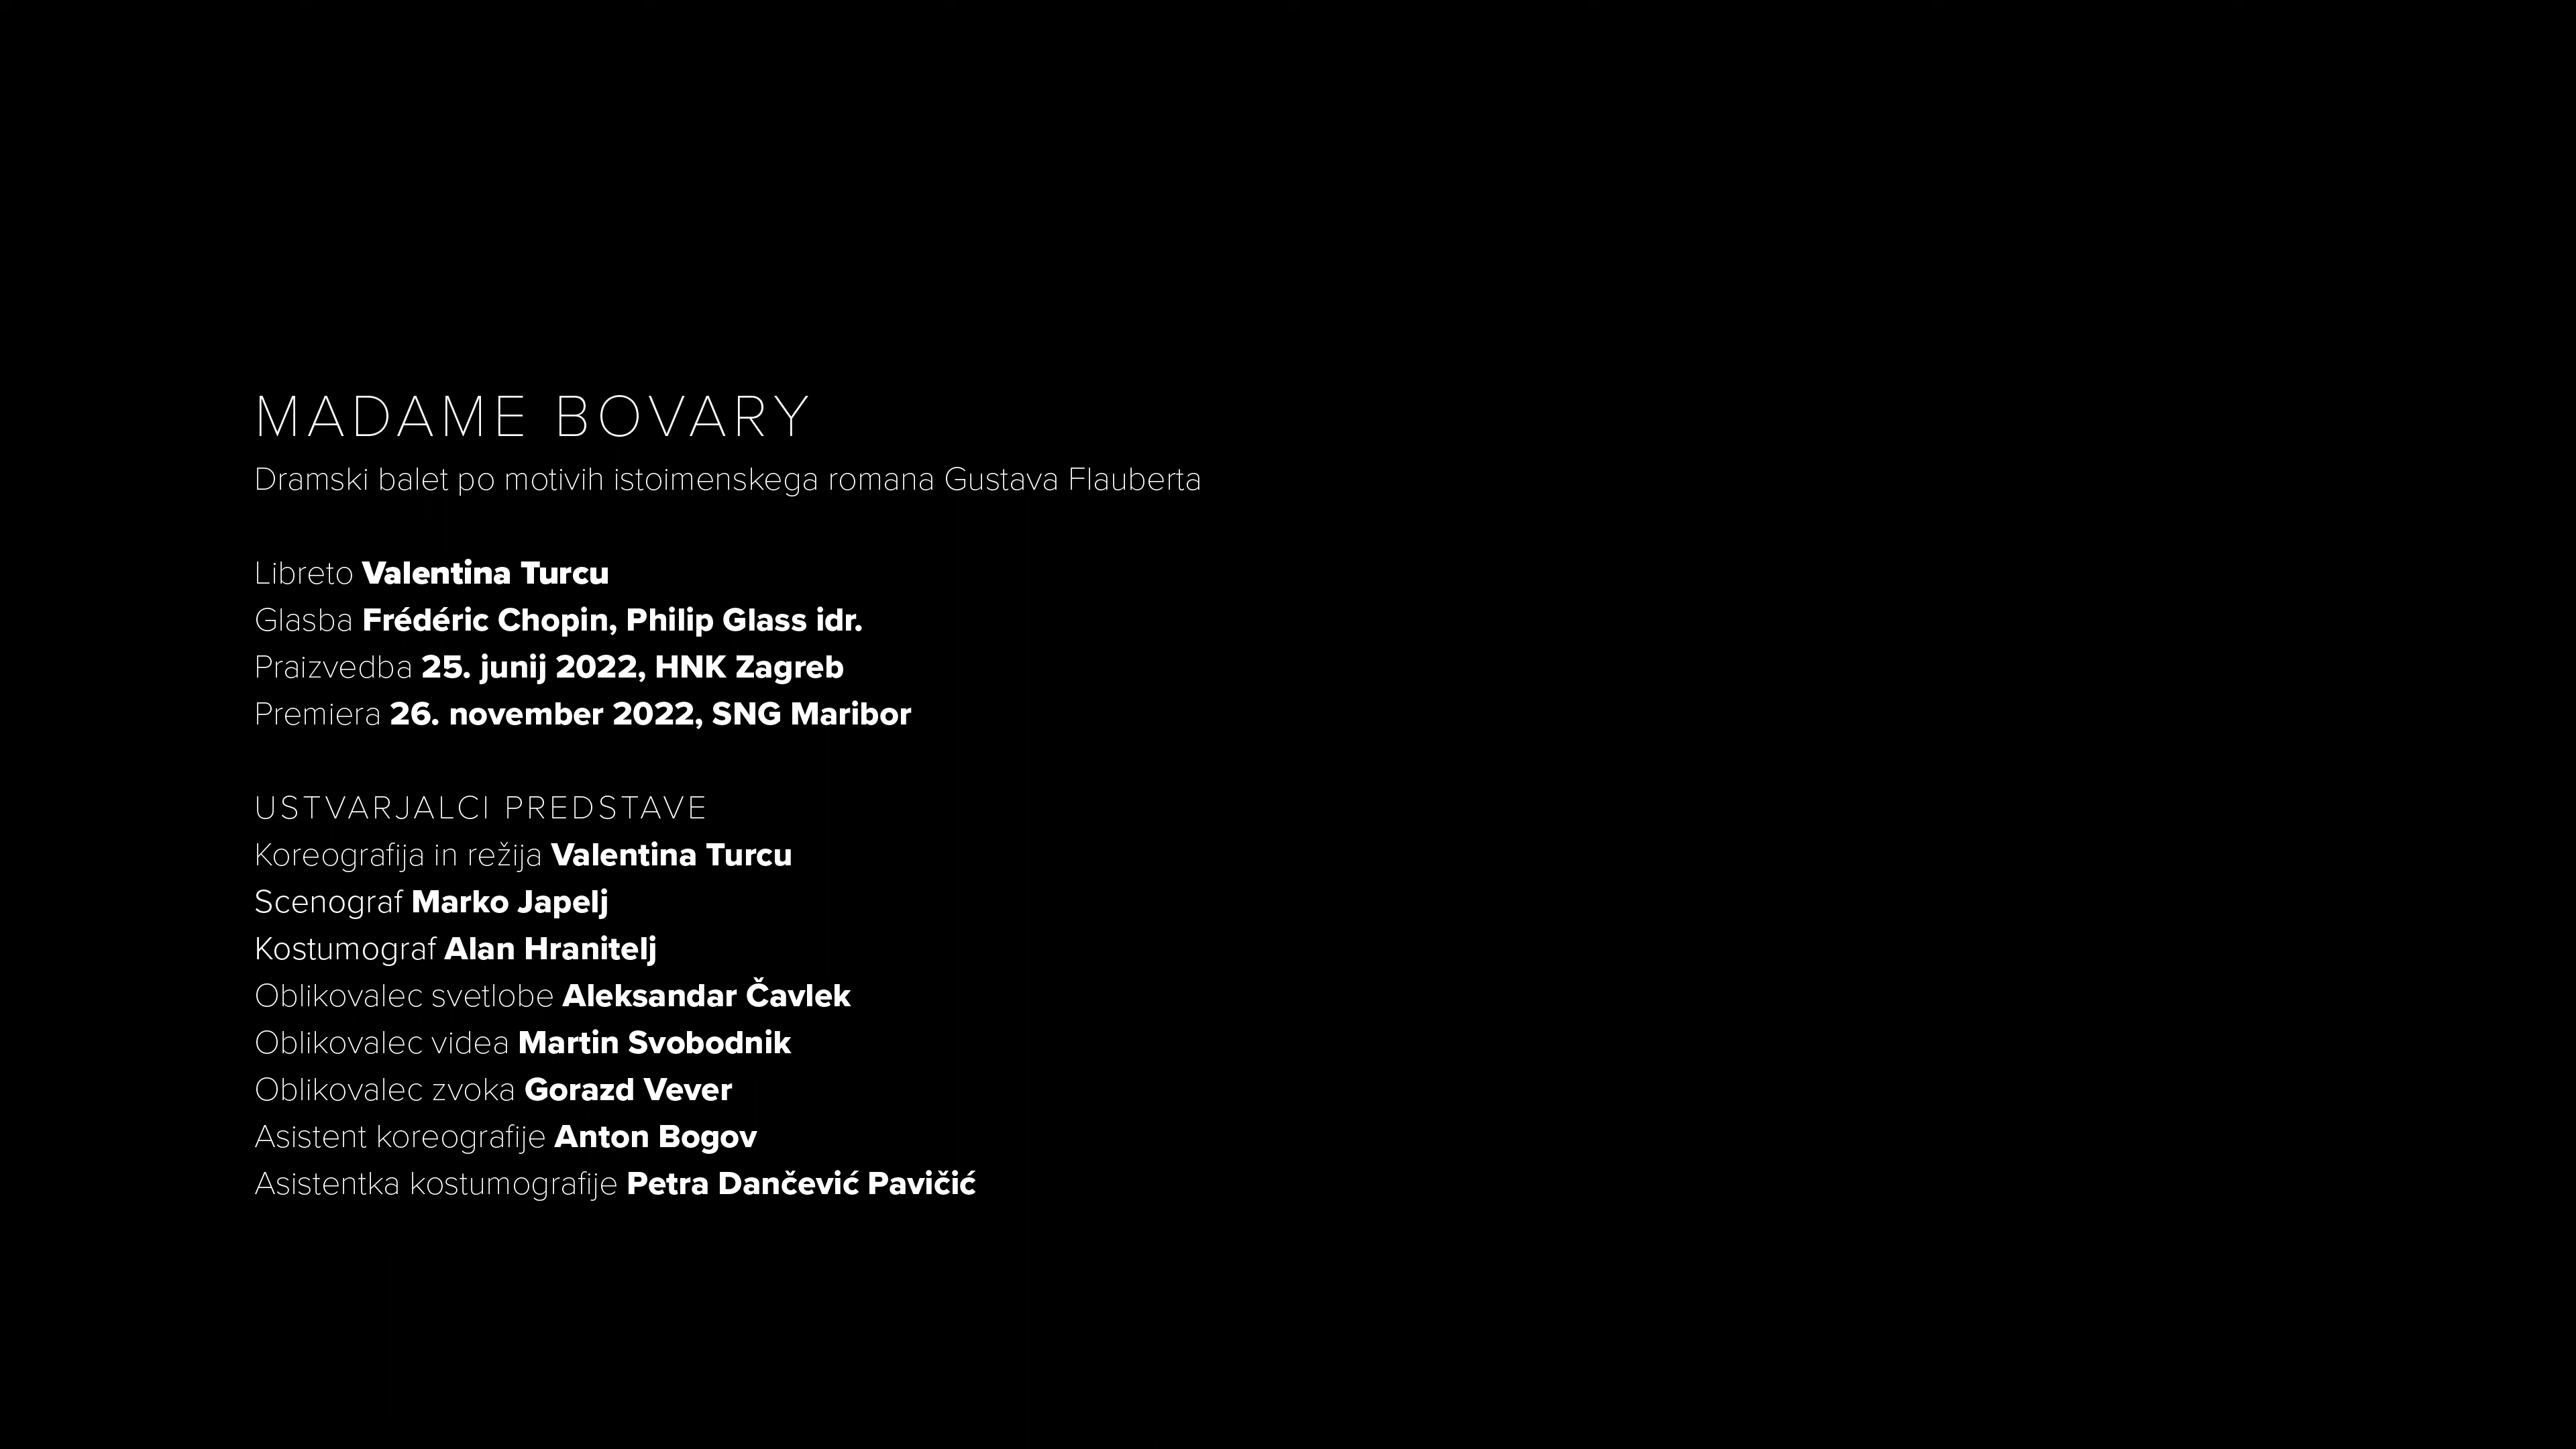 MADAME BOVARY
Dramski balet po motivih istoimenskega romana Gustava Flauberta
Libreto Valentina Turcu
Glasba Frédéric Chopin, Philip Glass idr.
Praizvedba 25. junij 2022, HNK Zagreb
Premiera 26. november 2022, SNG Maribor
USTVARJALCI PREDSTAVE
Koreografija in režija Valentina Turcu
Scenograf Marko Japelj
Kostumograf Alan Hranitelj
Oblikovalec svetlobe Aleksandar Čavlek
Oblikovalec videa Martin Svobodnik
Oblikovalec zvoka Gorazd Vever
Asistent koreografije Anton Bogov
Asistentka kostumografije Petra Dančević Pavičić